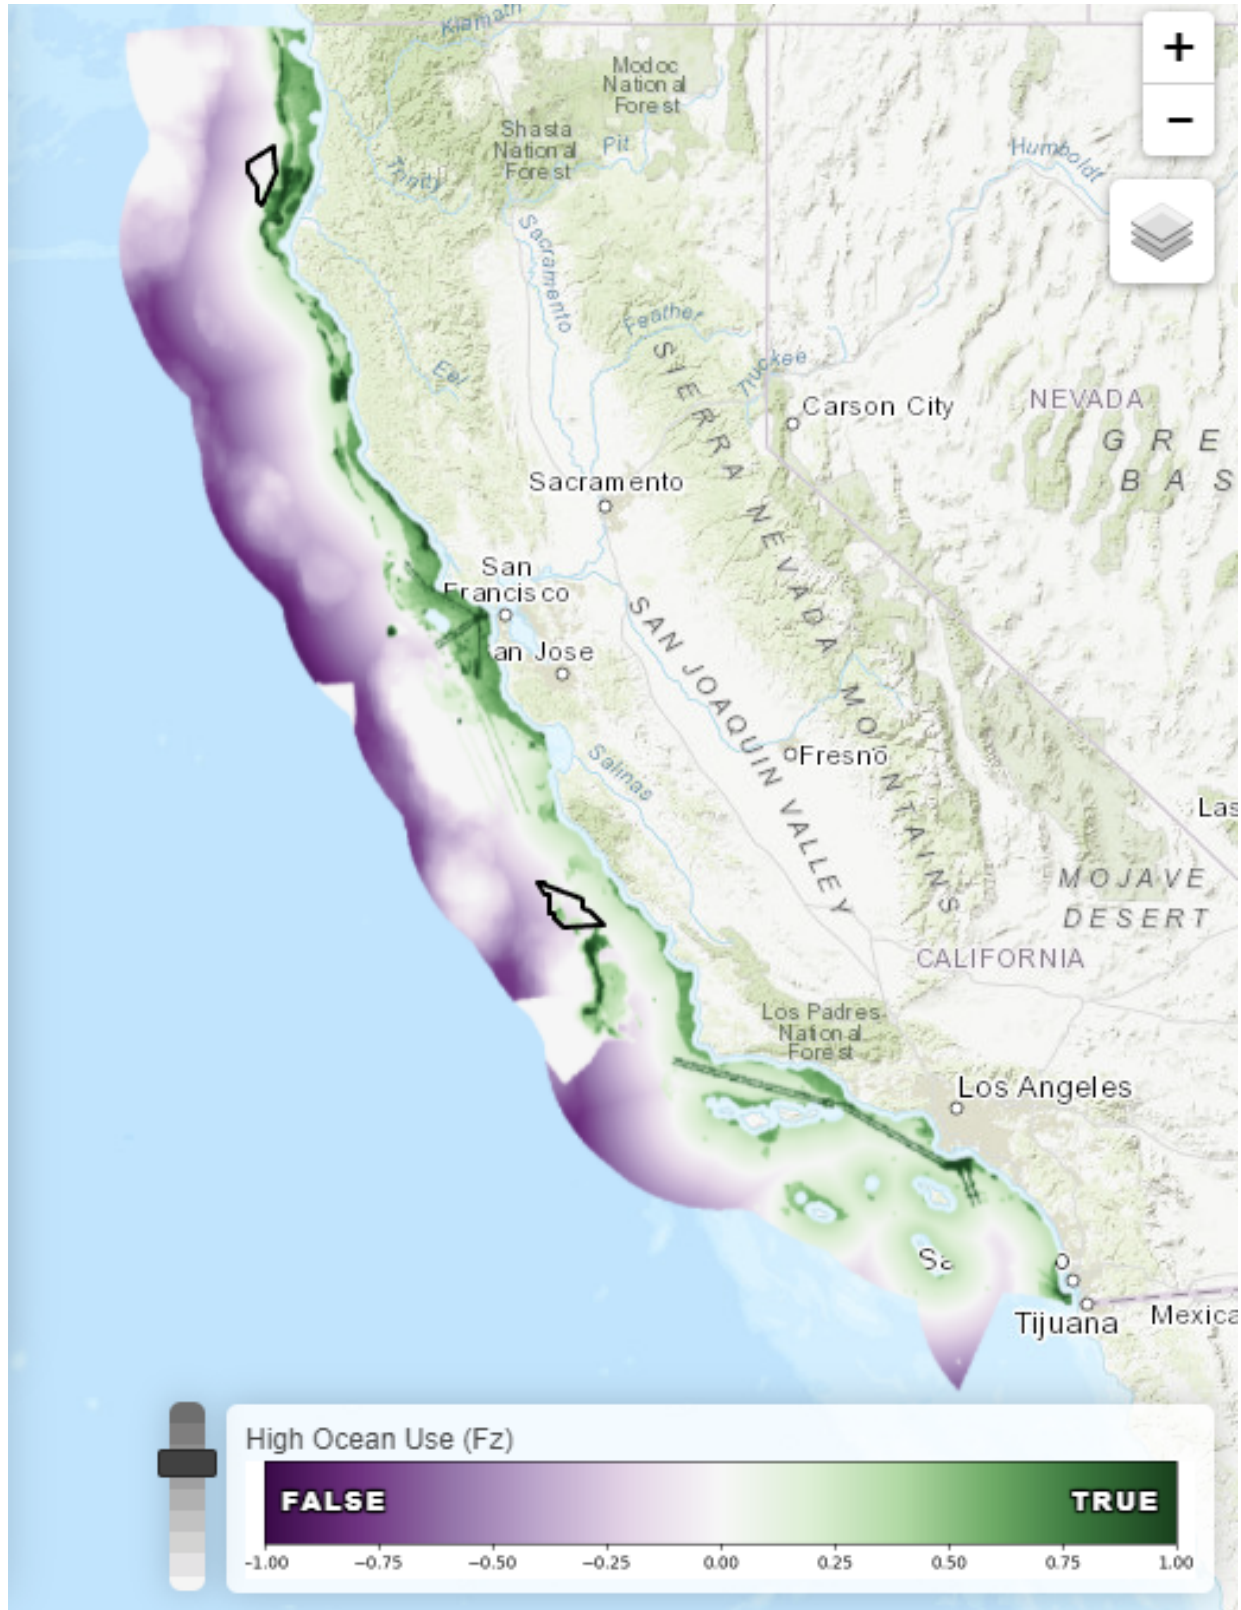 Klamath
+
Modoc
National
Forest
−
Shasta
National
Forest
Pit
Humboldt
Trinity
Sacramento
Feather
SIERRA NEVADA MOUNTAINS
Truckee
Eel
Carson City
NEVADA
GRE
BAS
Sacramento
San
Francisco
an Jose
SAN JOAQUIN VALLEY
Salinas
Fresno
Las
MOJAVE
DESERT
CALIFORNIA
Los Padres
National
Forest
Los Angeles
Sa
o
Tijuana
Mexica
High Ocean Use (Fz)
FALSE TRUE
-1.00 −0.75 −0.50 −0.25 0.00 0.25 0.50 0.75 1.00